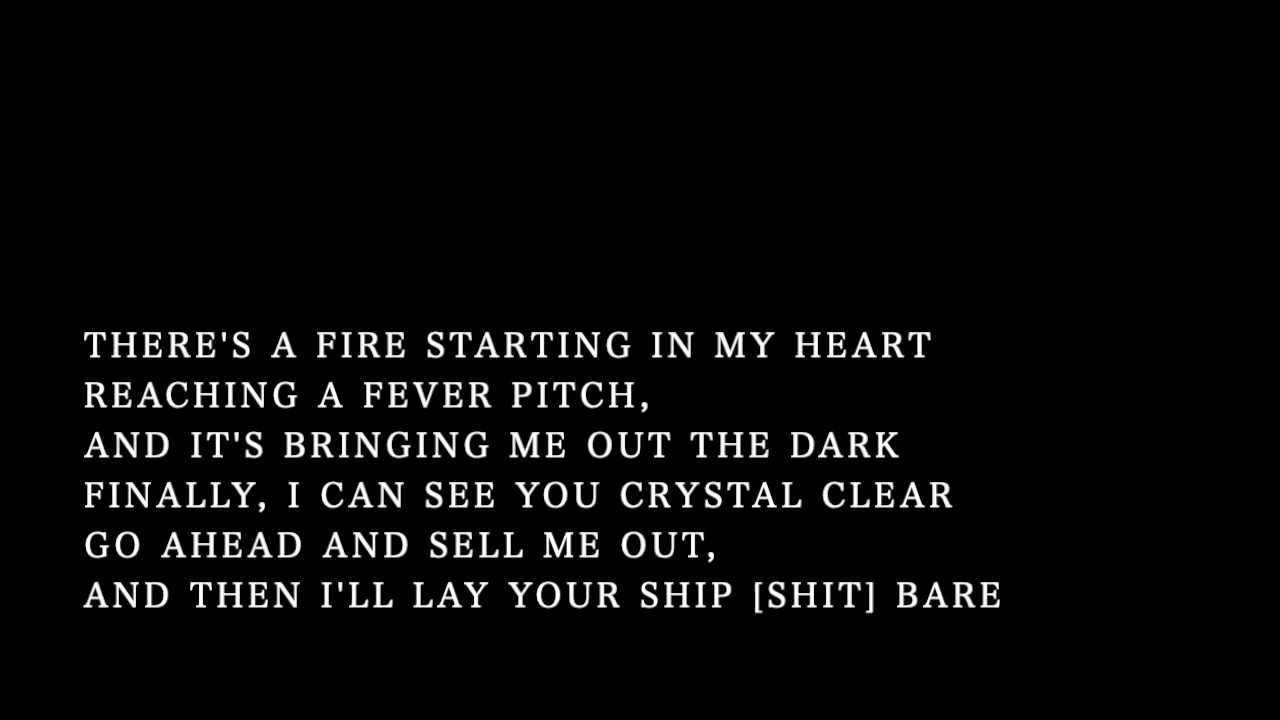 THERE'S A FIRE STARTING IN MY HEART
REACHING A FEVER PITCH,
AND IT'S BRINGING ME OUT THE DARK
FINALLY, I CAN SEE YOU CRYSTAL CLEAR
GO AHEAD AND SELL ME OUT,
AND THEN I'LL LAY YOUR SHIP [SHIT] BARE